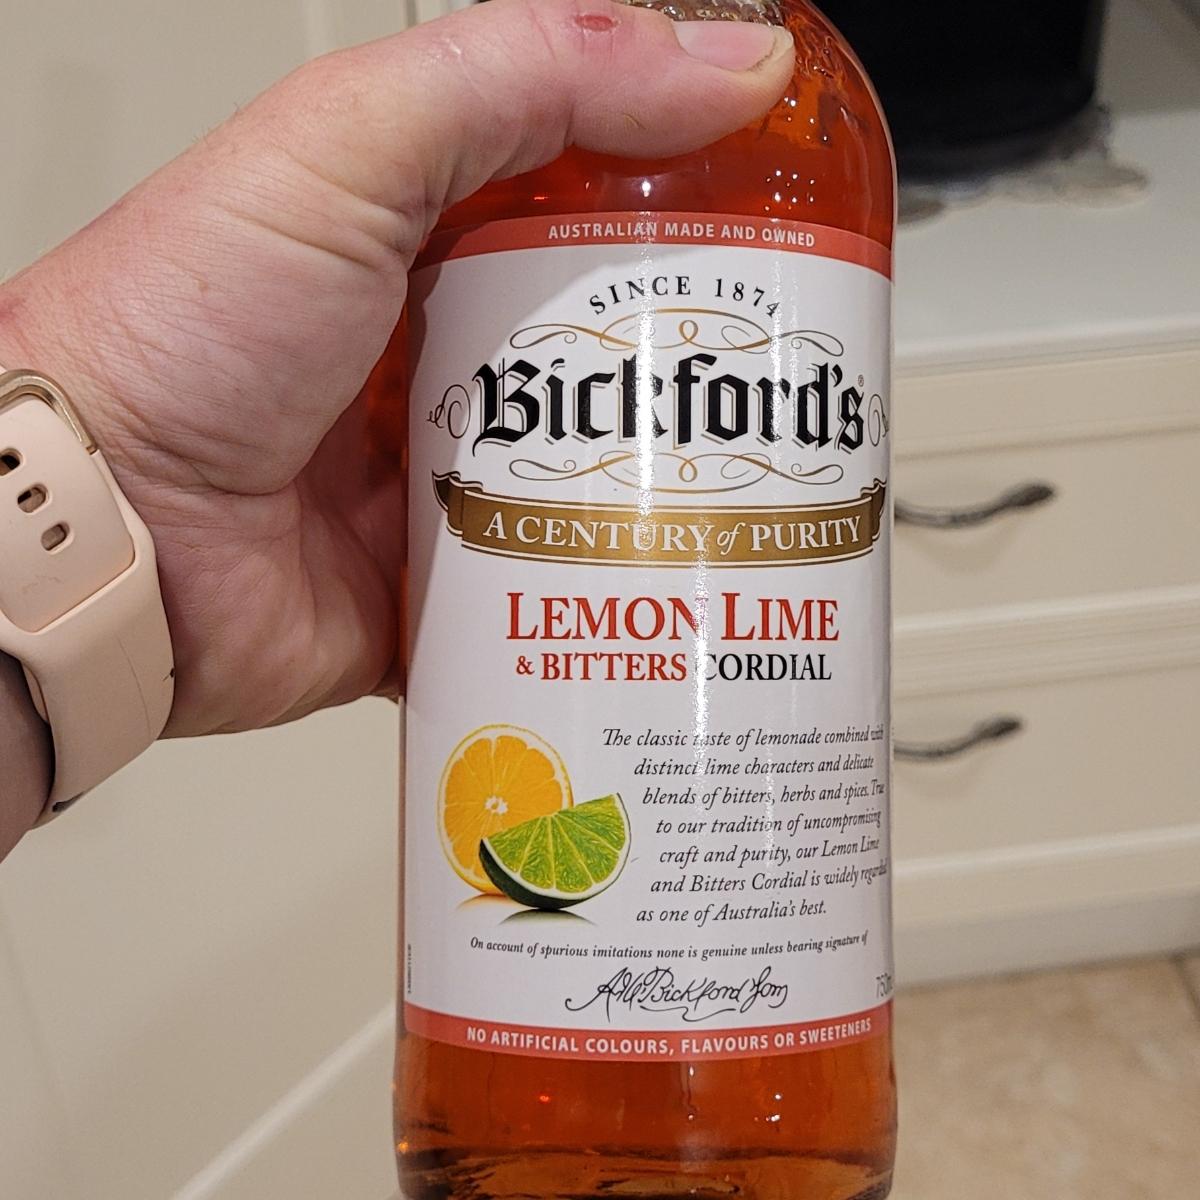 AUSTRALIAN MADE AND OWNED
SINCE 1874
Bickford's®
A CENTURY of PURITY
LEMON LIME
& BITTERS CORDIAL
The classic taste of lemonade combined with
distinct lime characters and delicate
blends of bitters, herbs and spices. True
to our tradition of uncompromising
craft and purity, our Lemon Lime
and Bitters Cordial is widely regarded
as one of Australia's best.
On account of spurious imitations none is genuine unless bearing signature of
Bickford
NO ARTIFICIAL COLOURS, FLAVOURS OR SWEETENERS